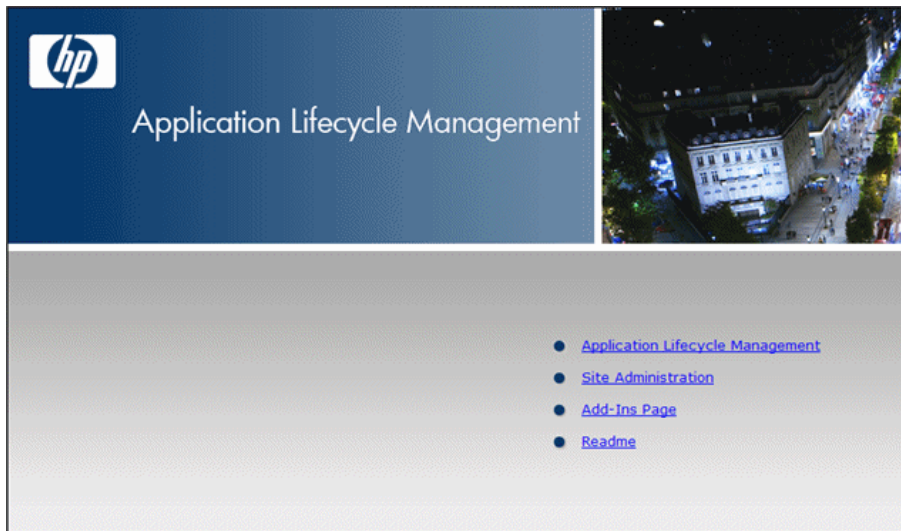 hp
Application Lifecycle Management
Application Lifecycle Management
Site Administration
Add-Ins Page
Readme